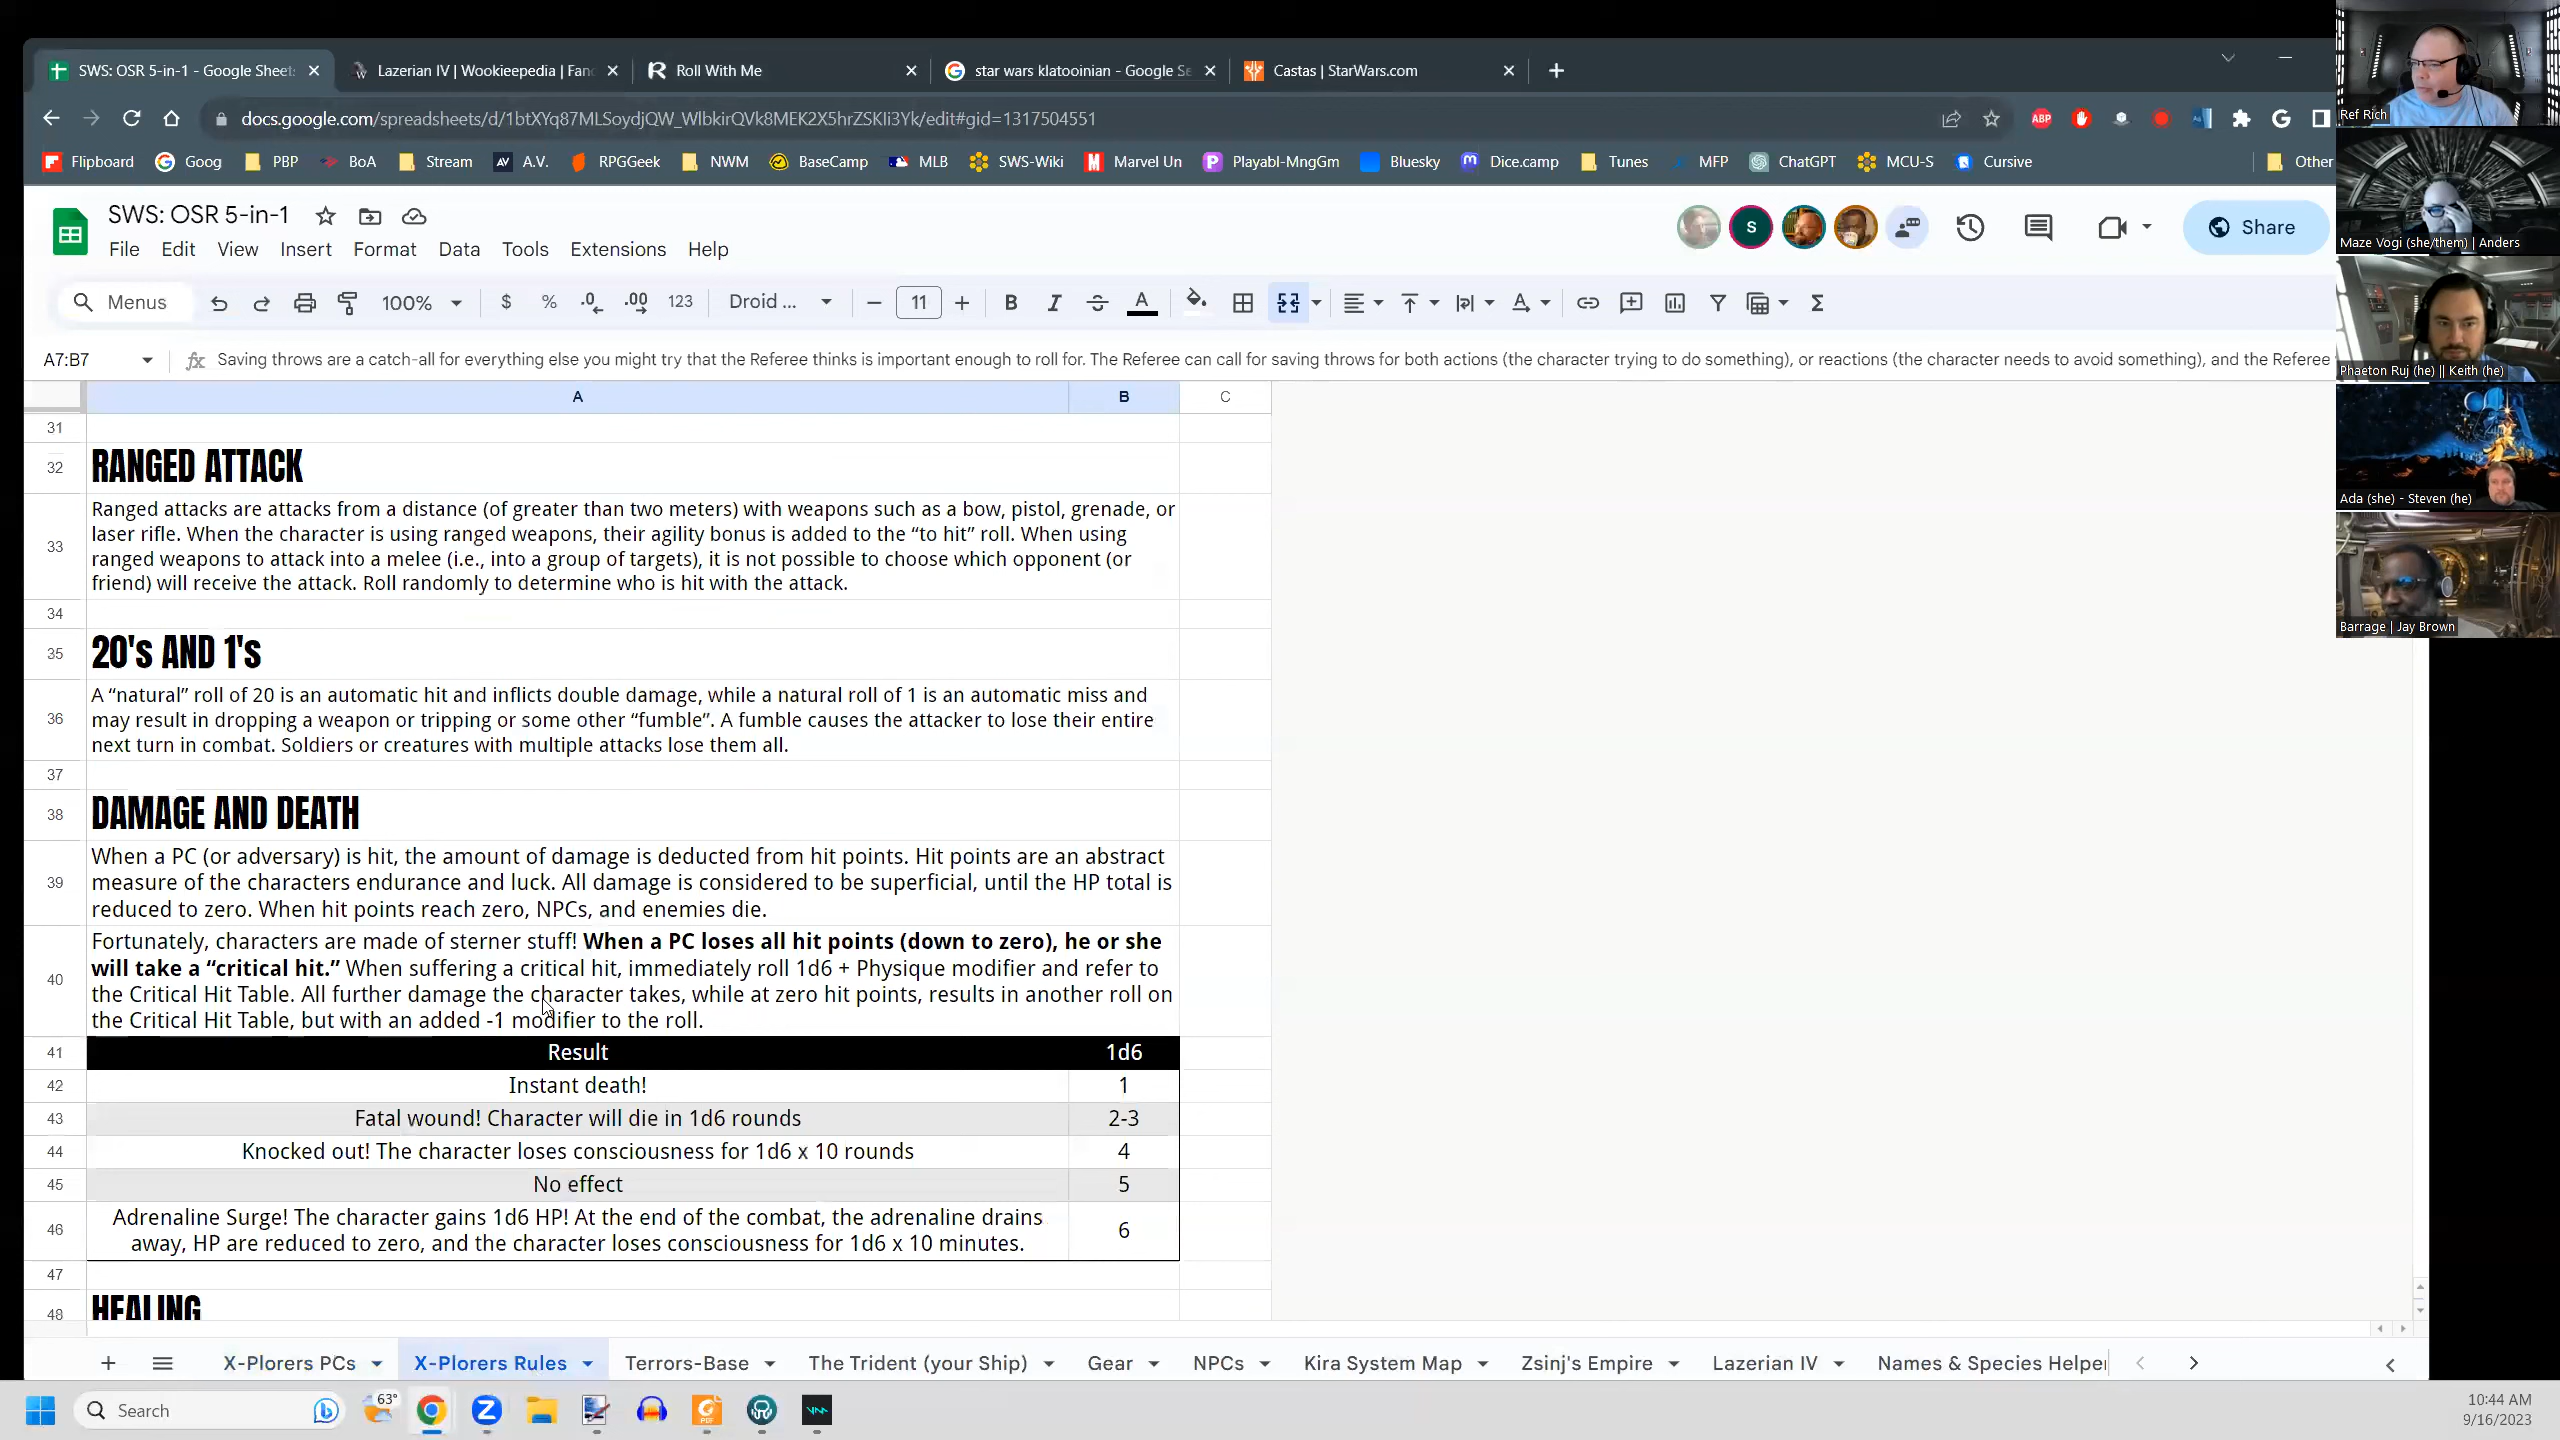 SWS: OSR 5-in-1 - Google Sheet
Lazerian IV | Wookieepedia | Fan
Roll With Me
star wars klatooinian - Google Se
Castas | StarWars.com
docs.google.com/spreadsheets/d/1btXYq87MLSoydjQW_WlbkirQVk8MEK2X5hrZSKIi3Yk/edit#gid=1317504551
Flipboard
Goog
PBP
BoA
Stream
A.V.
RPGGeek
NWM
BaseCamp
MLB
SWS-Wiki
Marvel Un
Playabl-MngGm
Bluesky
Dice.camp
Tunes
MFP
ChatGPT
MCU-S
Cursive
Other
SWS: OSR 5-in-1
File Edit View Insert Format Data Tools Extensions Help
S
Share
Menus
100%
$ % .0 .00 123
Droid ...
11
A7:B7
Saving throws are a catch-all for everything else you might try that the Referee thinks is important enough to roll for. The Referee can call for saving throws for both actions (the character trying to do something), or reactions (the character needs to avoid something), and the Referee
A B C
31
32 RANGED ATTACK
Ranged attacks are attacks from a distance (of greater than two meters) with weapons such as a bow, pistol, grenade, or
laser rifle. When the character is using ranged weapons, their agility bonus is added to the “to hit” roll. When using
33
ranged weapons to attack into a melee (i.e., into a group of targets), it is not possible to choose which opponent (or
friend) will receive the attack. Roll randomly to determine who is hit with the attack.
34
35 20's AND 1's
A “natural” roll of 20 is an automatic hit and inflicts double damage, while a natural roll of 1 is an automatic miss and
36 may result in dropping a weapon or tripping or some other “fumble”. A fumble causes the attacker to lose their entire
next turn in combat. Soldiers or creatures with multiple attacks lose them all.
37
38 DAMAGE AND DEATH
When a PC (or adversary) is hit, the amount of damage is deducted from hit points. Hit points are an abstract
39 measure of the characters endurance and luck. All damage is considered to be superficial, until the HP total is
reduced to zero. When hit points reach zero, NPCs, and enemies die.
Fortunately, characters are made of sterner stuff! When a PC loses all hit points (down to zero), he or she
will take a “critical hit.” When suffering a critical hit, immediately roll 1d6 + Physique modifier and refer to
40
the Critical Hit Table. All further damage the character takes, while at zero hit points, results in another roll on
the Critical Hit Table, but with an added -1 modifier to the roll.
41 Result 1d6
42 Instant death! 1
43 Fatal wound! Character will die in 1d6 rounds 2-3
44 Knocked out! The character loses consciousness for 1d6 x 10 rounds 4
45 No effect 5
Adrenaline Surge! The character gains 1d6 HP! At the end of the combat, the adrenaline drains
46 6
away, HP are reduced to zero, and the character loses consciousness for 1d6 x 10 minutes.
47
48 HEALING
X-Plorers PCs
X-Plorers Rules
Terrors-Base
The Trident (your Ship)
Gear
NPCs
Kira System Map
Zsinj's Empire
Lazerian IV
Names & Species Helper
63°
Search
10:44 AM
9/16/2023
Ref Rich
Maze Vogi (she/them) | Anders
Phaeton Ruj (he) || Keith (he)
Ada (she) - Steven (he)
Barrage | Jay Brown